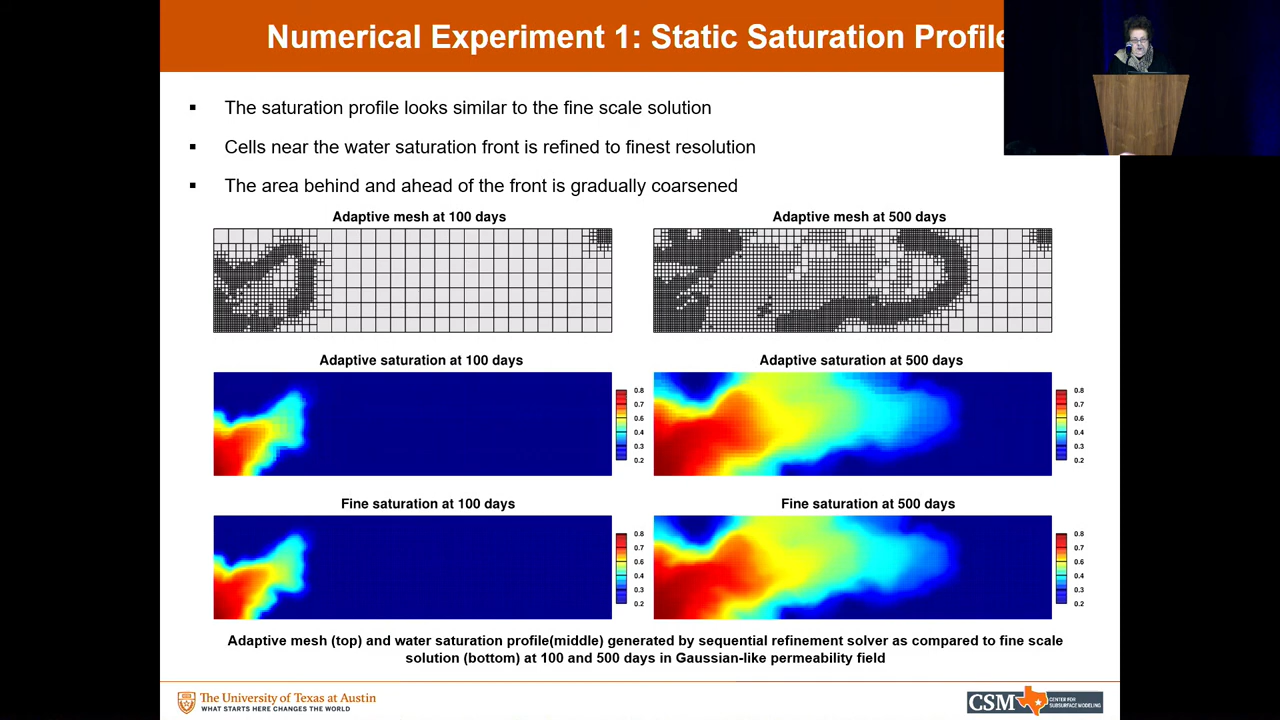 Numerical Experiment 1: Static Saturation Profile
▪ The saturation profile looks similar to the fine scale solution
▪ Cells near the water saturation front is refined to finest resolution
▪ The area behind and ahead of the front is gradually coarsened
Adaptive mesh at 100 days
Adaptive mesh at 500 days
Adaptive saturation at 100 days
0.8
0.7
0.6
0.4
0.3
0.2
Adaptive saturation at 500 days
0.8
0.7
0.6
0.4
0.3
0.2
Fine saturation at 100 days
0.8
0.7
0.6
0.4
0.3
0.2
Fine saturation at 500 days
0.8
0.7
0.6
0.4
0.3
0.2
Adaptive mesh (top) and water saturation profile(middle) generated by sequential refinement solver as compared to fine scale
solution (bottom) at 100 and 500 days in Gaussian-like permeability field
The University of Texas at Austin
WHAT STARTS HERE CHANGES THE WORLD
CSM
CENTER FOR
SUBSURFACE MODELING